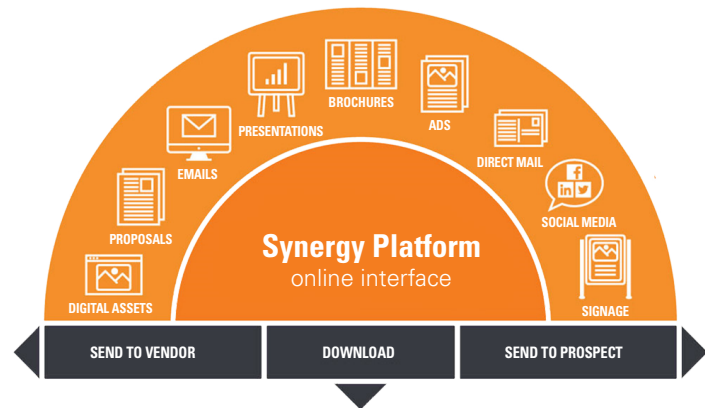 DIGITAL ASSETS
PROPOSALS
EMAILS
PRESENTATIONS
BROCHURES
ADS
DIRECT MAIL
f
in
SOCIAL MEDIA
SIGNAGE
Synergy Platform
online interface
SEND TO VENDOR
DOWNLOAD
SEND TO PROSPECT